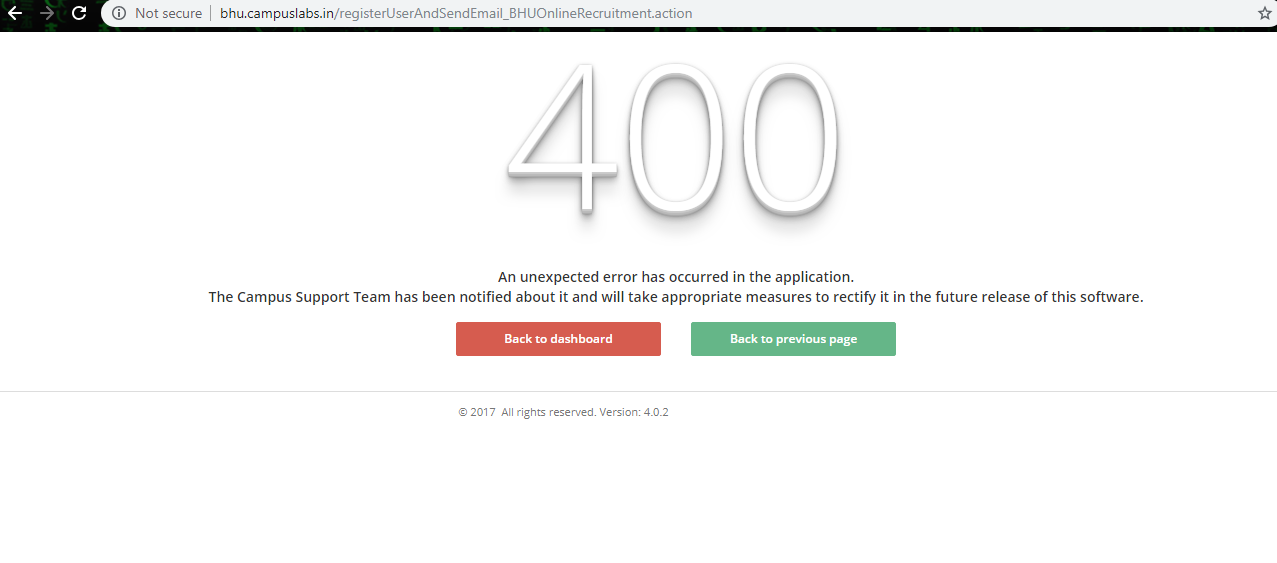 Not secure | bhu.campuslabs.in/registerUserAndSendEmail_BHUOnlineRecruitment.action
400
An unexpected error has occurred in the application.
The Campus Support Team has been notified about it and will take appropriate measures to rectify it in the future release of this software.
Back to dashboard Back to previous page
© 2017 All rights reserved. Version: 4.0.2